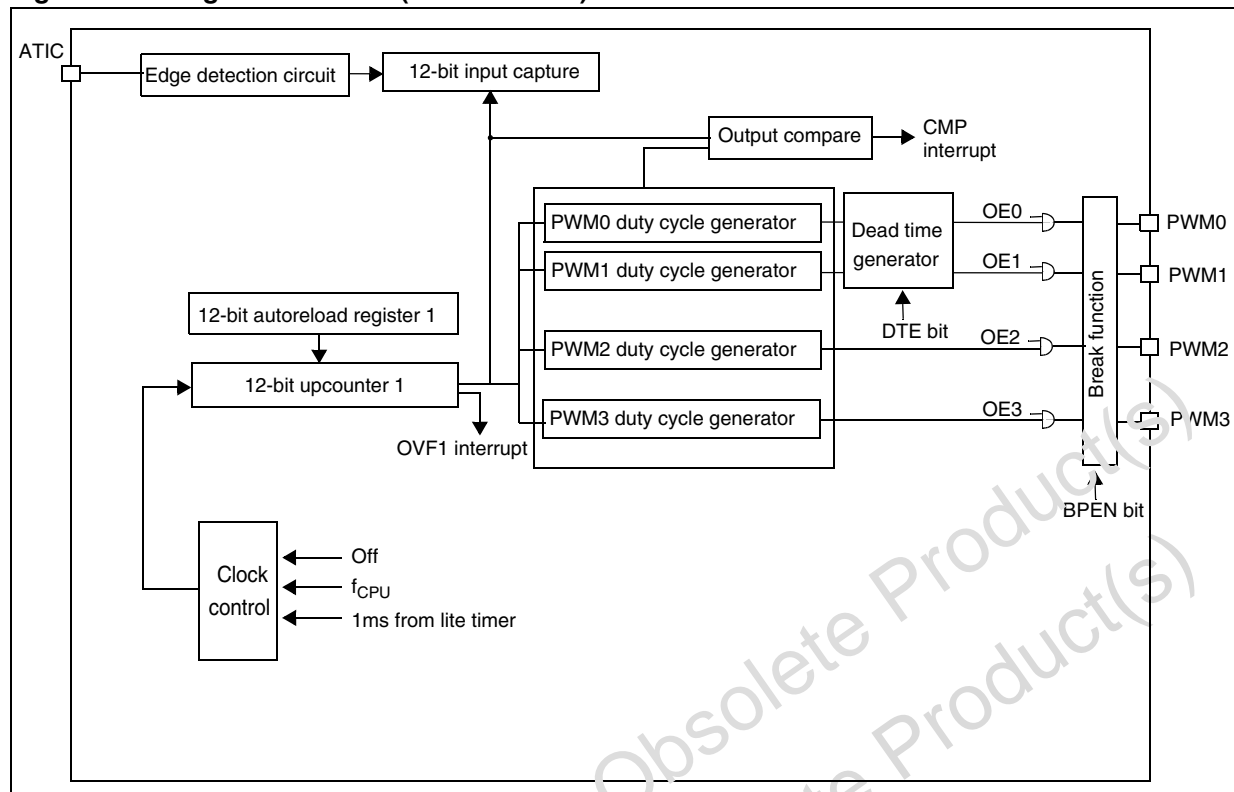 ATIC
Edge detection circuit
12-bit input capture
Output compare
CMP
interrupt
PWM0 duty cycle generator
PWM1 duty cycle generator
PWM2 duty cycle generator
PWM3 duty cycle generator
Dead time
generator
DTE bit
OE0
OE1
OE2
OE3
Break function
BPEN bit
PWM0
PWM1
PWM2
PWM3
12-bit autoreload register 1
12-bit upcounter 1
OVF1 interrupt
Clock
control
Off
fCPU
1ms from lite timer
Obsolete Product(s)
Product(s)